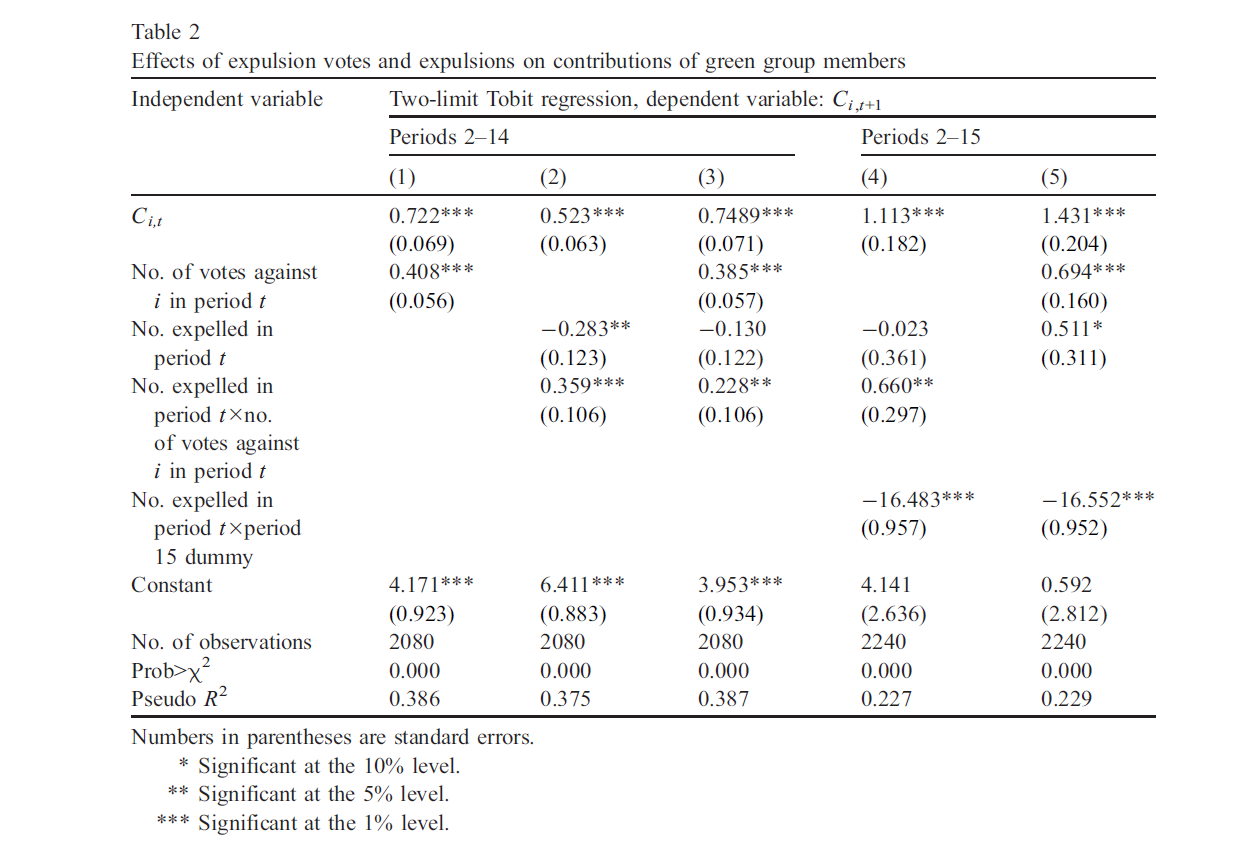 Table 2
Effects of expulsion votes and expulsions on contributions of green group members
Independent variable Two-limit Tobit regression, dependent variable: C_{i,t+1}
Periods 2–14 Periods 2–15
(1) (2) (3) (4) (5)
C_{i,t} 0.722*** 0.523*** 0.7489*** 1.113*** 1.431***
(0.069) (0.063) (0.071) (0.182) (0.204)
No. of votes against 0.408*** 0.385*** 0.694***
i in period t (0.056) (0.057) (0.160)
No. expelled in −0.283** −0.130 −0.023 0.511*
period t (0.123) (0.122) (0.361) (0.311)
No. expelled in 0.359*** 0.228** 0.660**
period t×no. (0.106) (0.106) (0.297)
of votes against
i in period t
No. expelled in −16.483*** −16.552***
period t×period (0.957) (0.952)
15 dummy
Constant 4.171*** 6.411*** 3.953*** 4.141 0.592
(0.923) (0.883) (0.934) (2.636) (2.812)
No. of observations 2080 2080 2080 2240 2240
Prob>χ² 0.000 0.000 0.000 0.000 0.000
Pseudo R² 0.386 0.375 0.387 0.227 0.229
Numbers in parentheses are standard errors.
* Significant at the 10% level.
** Significant at the 5% level.
*** Significant at the 1% level.